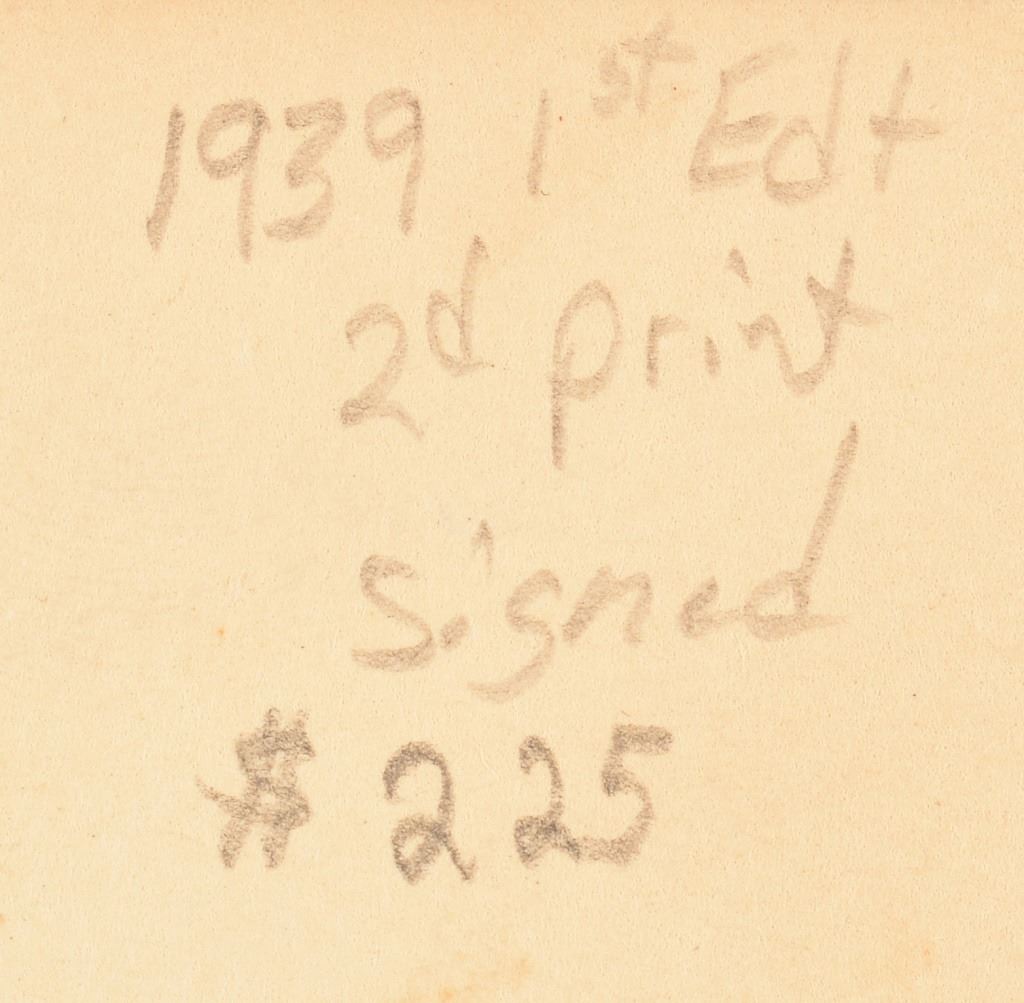 1939 1st Edt
2d print
signed
$225